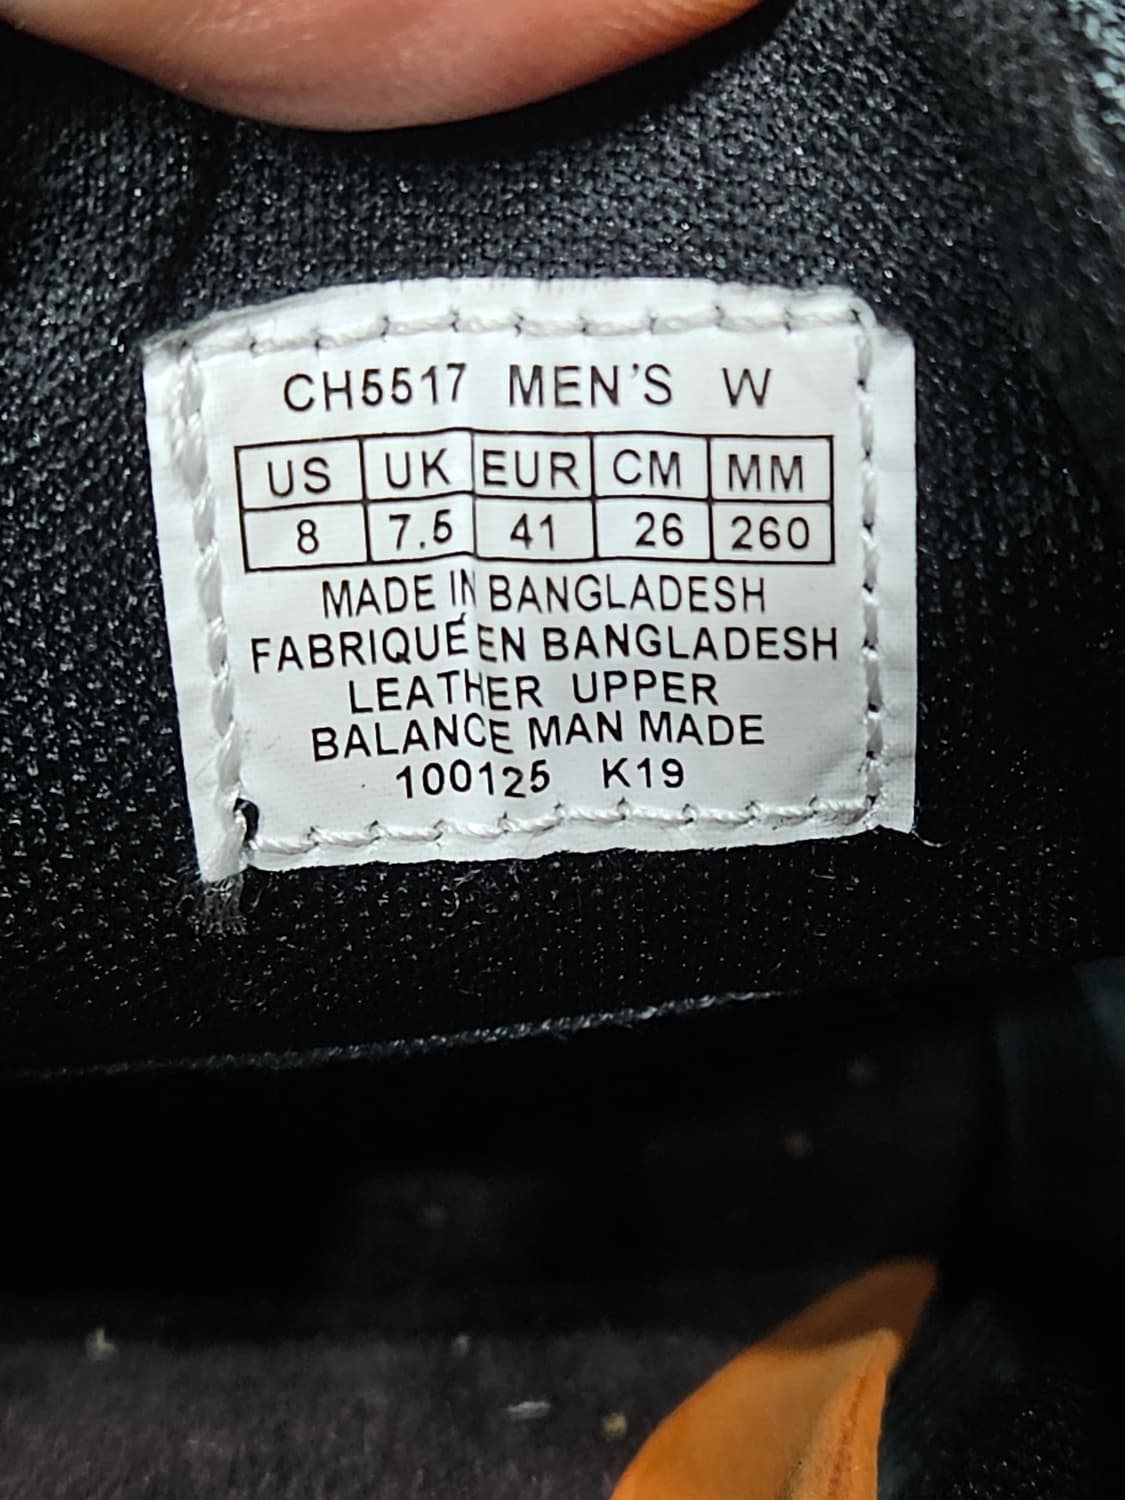 CH5517 MEN'S W
US UK EUR CM MM
8 7.5 41 26 260
MADE IN BANGLADESH
FABRIQUÉ EN BANGLADESH
LEATHER UPPER
BALANCE MAN MADE
100125 K19